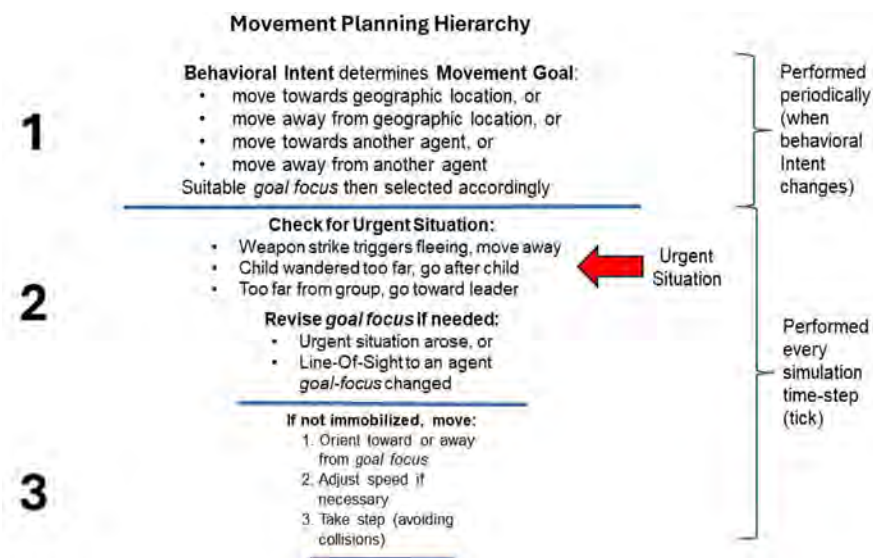 Movement Planning Hierarchy
1
Behavioral Intent determines Movement Goal:
• move towards geographic location, or
• move away from geographic location, or
• move towards another agent, or
• move away from another agent
Suitable goal focus then selected accordingly
Performed
periodically
(when
behavioral
Intent
changes)
2
Check for Urgent Situation:
• Weapon strike triggers fleeing, move away
• Child wandered too far, go after child
• Too far from group, go toward leader
Urgent
Situation
Revise goal focus if needed:
• Urgent situation arose, or
• Line-Of-Sight to an agent
goal-focus changed
Performed
every
simulation
time-step
(tick)
3
If not immobilized, move:
1. Orient toward or away
from goal focus
2. Adjust speed if
necessary
3. Take step (avoiding
collisions)